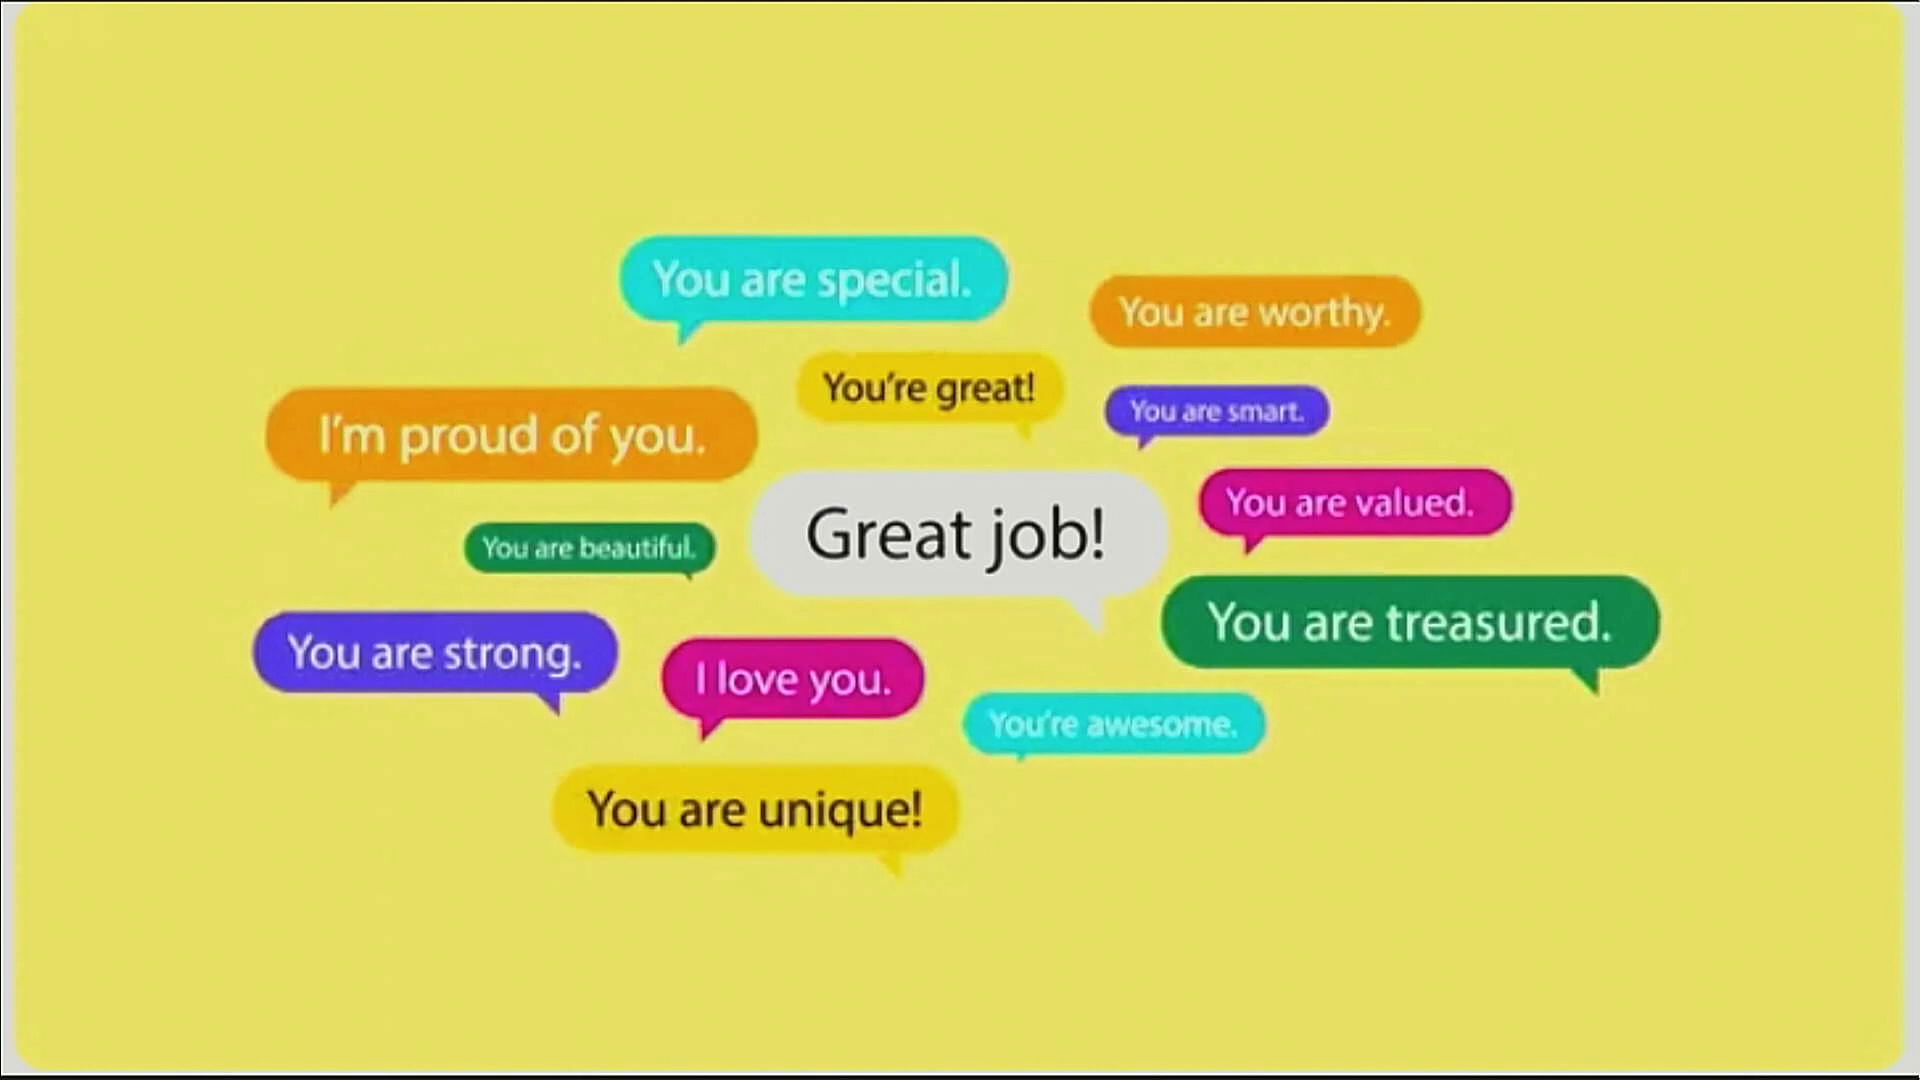 You are special.
You are worthy.
You're great!
You are smart.
I'm proud of you.
You are valued.
Great job!
You are beautiful.
You are treasured.
You are strong.
I love you.
You're awesome.
You are unique!